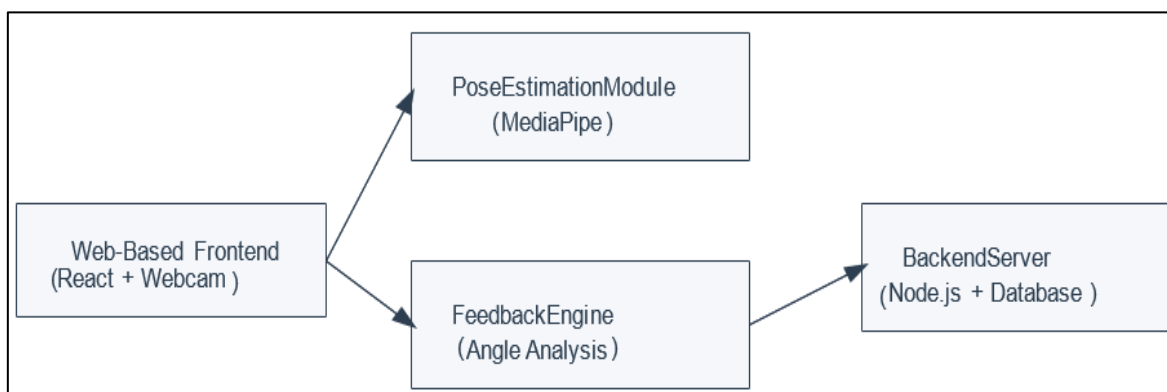 PoseEstimationModule
(MediaPipe)
Web-Based Frontend
(React + Webcam)
FeedbackEngine
(Angle Analysis)
BackendServer
(Node.js + Database)